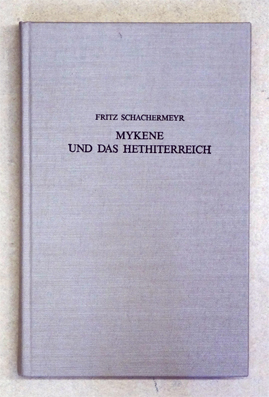 FRITZ SCHACHERMEYR
MYKENE
UND DAS HETHITERREICH